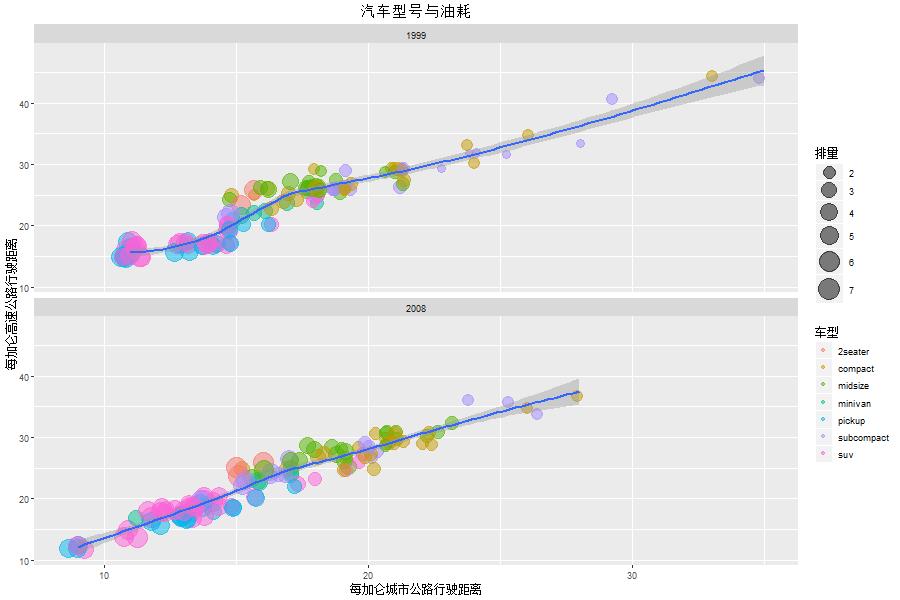 汽车型号与油耗
1999
40
30
20
10
2008
40
30
20
10
10
20
30
每加仑城市公路行驶距离
每加仑高速公路行驶距离
排量
2
3
4
5
6
7
车型
2seater
compact
midsize
minivan
pickup
subcompact
suv